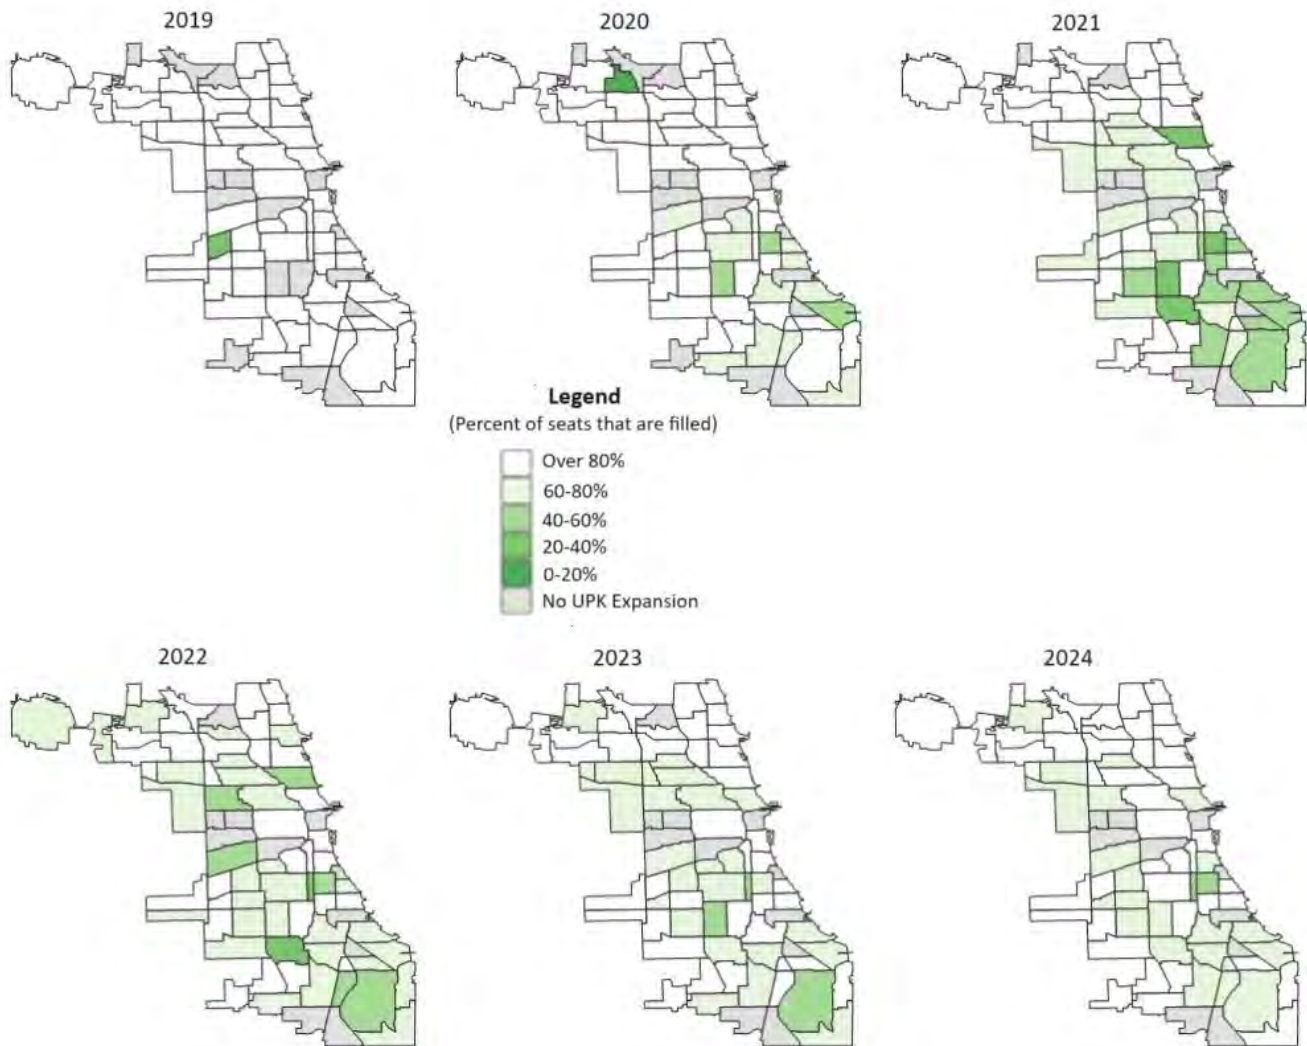 2019
2020
2021
Legend
(Percent of seats that are filled)
Over 80%
60-80%
40-60%
20-40%
0-20%
No UPK Expansion
2022
2023
2024